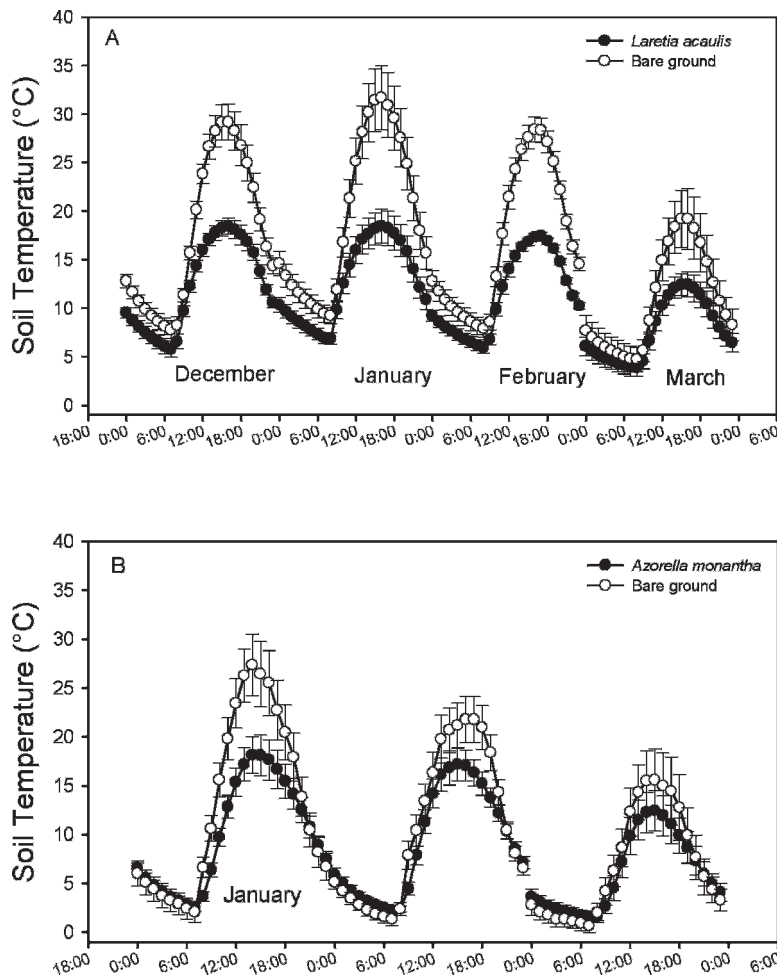 A
Laretia acaulis
Bare ground
Soil Temperature (°C)
40
35
30
25
20
15
10
5
0
December
January
February
March
18:00 0:00 6:00 12:00 18:00 0:00 6:00 12:00 18:00 0:00 6:00 12:00 18:00 0:00 6:00 12:00 18:00 0:00 6:00
B
Azorella monantha
Bare ground
Soil Temperature (°C)
40
35
30
25
20
15
10
5
0
January
18:00 0:00 6:00 12:00 18:00 0:00 6:00 12:00 18:00 0:00 6:00 12:00 18:00 0:00 6:00